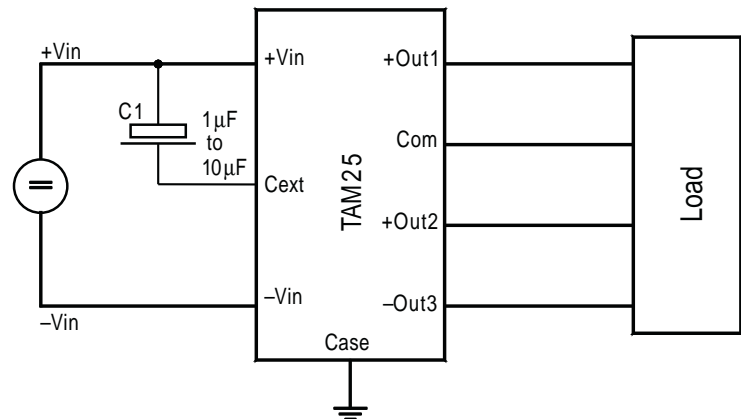 +Vin
+Vin
+Out1
C1
1µF
to
10µF
Com
Cext
TAM25
+Out2
Load
–Vin
–Out3
–Vin
Case